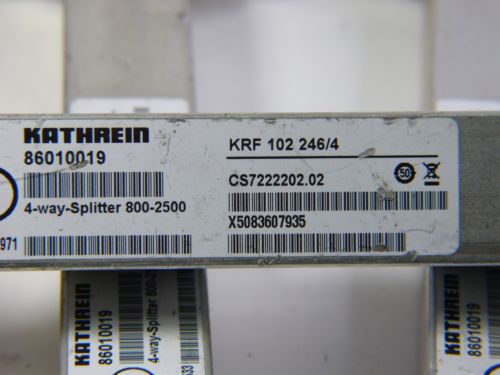 KATHREIN
86010019
4-way-Splitter 800-2500
971
KRF 102 246/4
CS7222202.02
50
X5083607935
KATHREIN
86010019
4-way-Splitter 800-2
633
KATHREIN
86010019